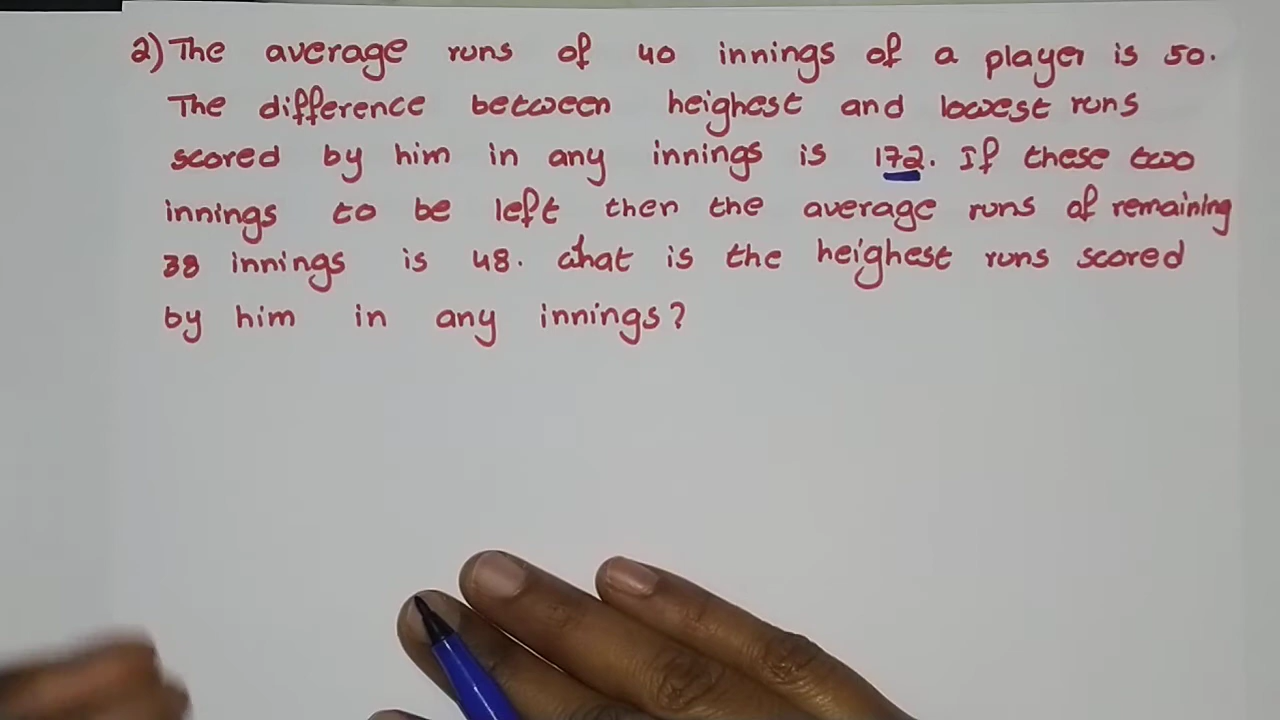 2) The average runs of 40 innings of a player is 50.
The difference between heighest and lowest runs
scored by him in any innings is 172. If these two
innings to be left then the average runs of remaining
38 innings is 48. What is the heighest runs scored
by him in any innings?